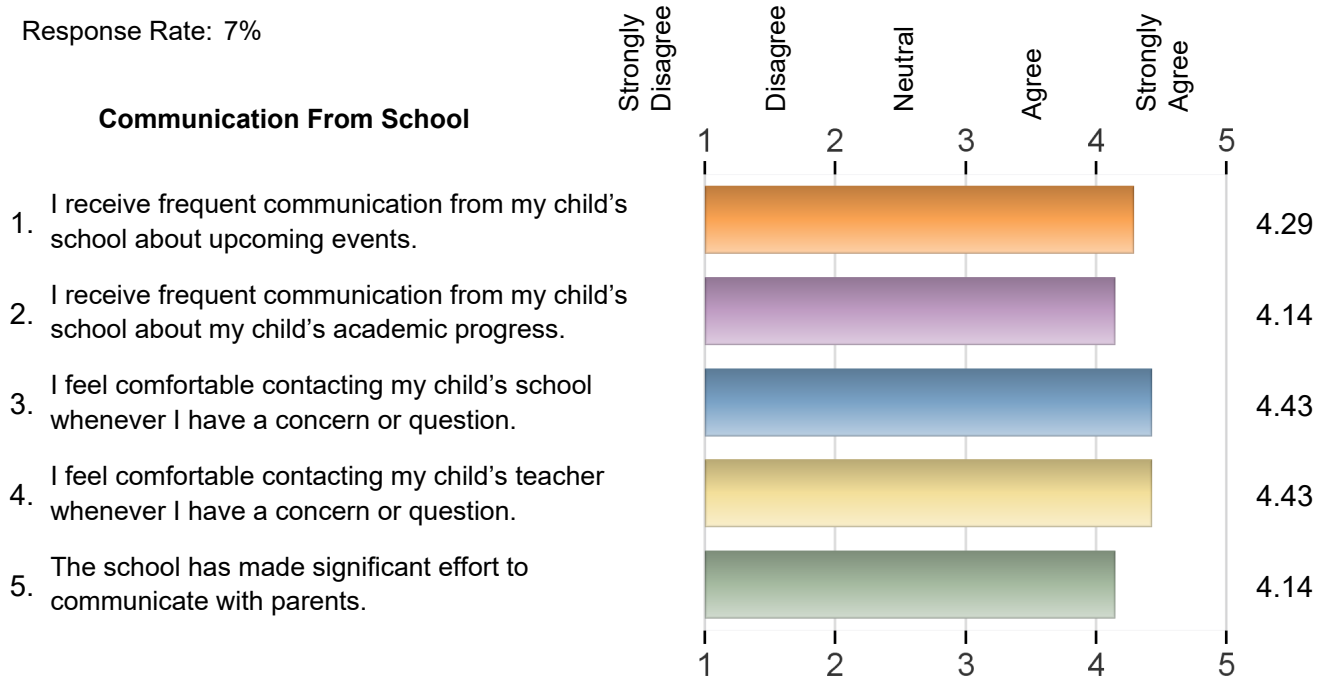 Response Rate: 7%
Strongly
Disagree
Disagree
Neutral
Agree
Strongly
Agree
Communication From School
1 2 3 4 5
1. I receive frequent communication from my child’s
school about upcoming events.
4.29
2. I receive frequent communication from my child’s
school about my child’s academic progress.
4.14
3. I feel comfortable contacting my child’s school
whenever I have a concern or question.
4.43
4. I feel comfortable contacting my child’s teacher
whenever I have a concern or question.
4.43
5. The school has made significant effort to
communicate with parents.
4.14
1 2 3 4 5